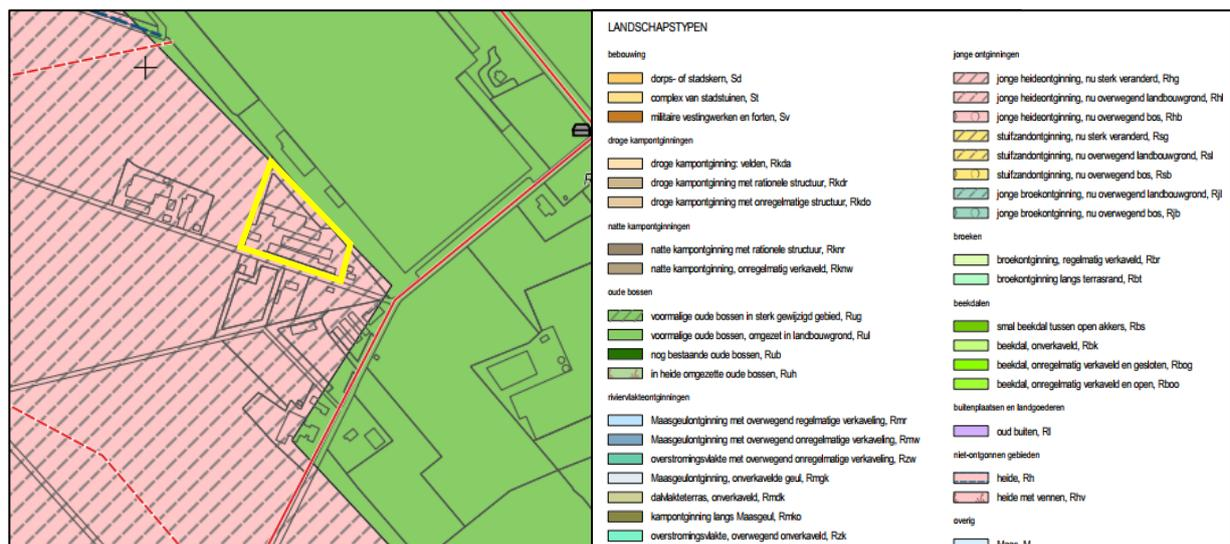 LANDSCHAPSTYPEN
bebouwing
dorps- of stadskern, Sd
complex van stadstuinen, St
militaire vestingwerken en forten, Sv
droge kampontginningen
droge kampontginning: velden, Rkda
droge kampontginning met rationele structuur, Rkdr
droge kampontginning met onregelmatige structuur, Rkdo
natte kampontginningen
natte kampontginning met rationele structuur, Rknr
natte kampontginning, onregelmatig verkaveld, Rknw
oude bossen
voormalige oude bossen in sterk gewijzigd gebied, Rug
voormalige oude bossen, omgezet in landbouwgrond, Rul
nog bestaande oude bossen, Rub
in heide omgezette oude bossen, Ruh
riviervlakteontginningen
Maasgeulontginning met overwegend regelmatige verkaveling, Rmr
Maasgeulontginning met overwegend onregelmatige verkaveling, Rmw
overstromingsvlakte met overwegend onregelmatige verkaveling, Rzw
Maasgeulontginning, onverkavelde geul, Rmgk
dalvlakteterras, onverkaveld, Rmdk
kampontginning langs Maasgeul, Rmko
overstromingsvlakte, overwegend onverkaveld, Rzk
jonge ontginningen
jonge heideontginning, nu sterk veranderd, Rhg
jonge heideontginning, nu overwegend landbouwgrond, Rhl
jonge heideontginning, nu overwegend bos, Rhb
stuifzandontginning, nu sterk veranderd, Rsg
stuifzandontginning, nu overwegend landbouwgrond, Rsl
stuifzandontginning, nu overwegend bos, Rsb
jonge broekontginning, nu overwegend landbouwgrond, Rjl
jonge broekontginning, nu overwegend bos, Rjb
broeken
broekontginning, regelmatig verkaveld, Rbr
broekontginning langs terrasrand, Rbt
beekdalen
smal beekdal tussen open akkers, Rbs
beekdal, onverkaveld, Rbk
beekdal, onregelmatig verkaveld en gesloten, Rbog
beekdal, onregelmatig verkaveld en open, Rboo
buitenplaatsen en landgoederen
oud buiten, Rl
niet-ontgonnen gebieden
heide, Rh
heide met vennen, Rhv
overig
Maas, M